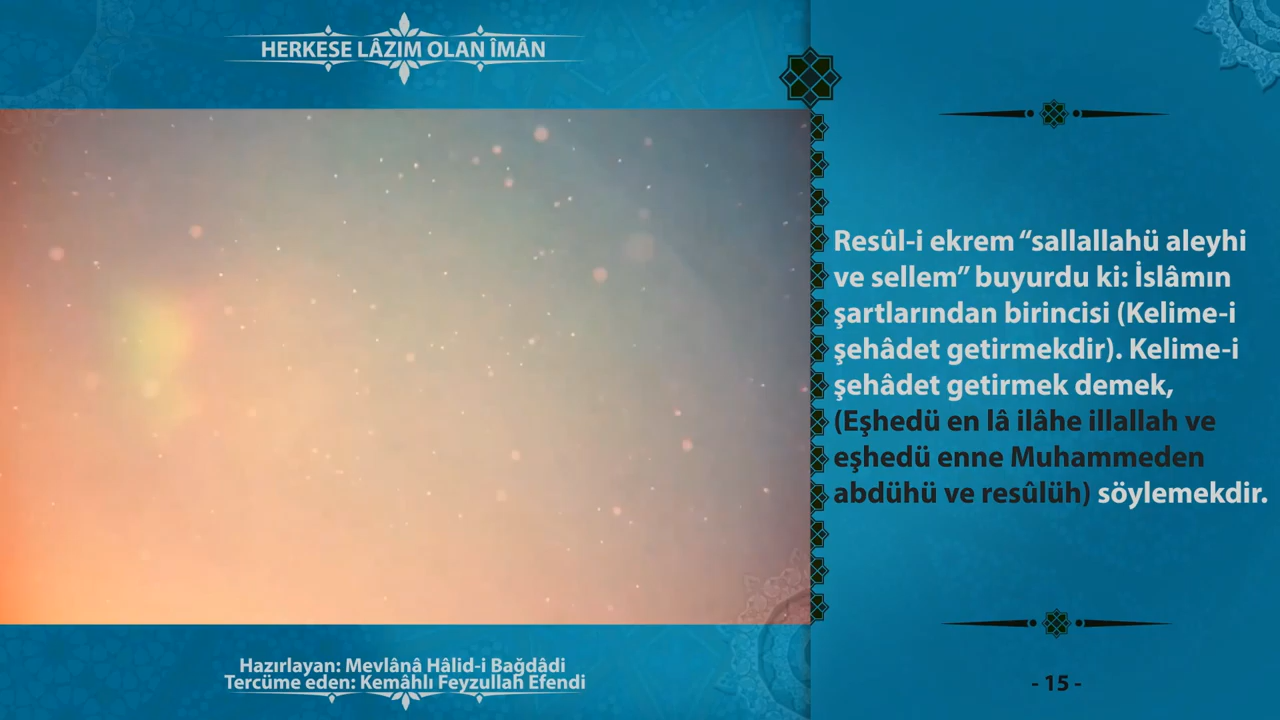 HERKESE LÂZIM OLAN ÎMÂN
Resûl-i ekrem “sallallahü aleyhi
ve sellem” buyurdu ki: İslâmın
şartlarından birincisi (Kelime-i
şehâdet getirmekdir). Kelime-i
şehâdet getirmek demek,
(Eşhedü en lâ ilâhe illallah ve
eşhedü enne Muhammeden
abdühü ve resûlüh) söylemekdir.
Hazırlayan: Mevlânâ Hâlid-i Bağdâdi
Tercüme eden: Kemâhlı Feyzullah Efendi
- 15 -